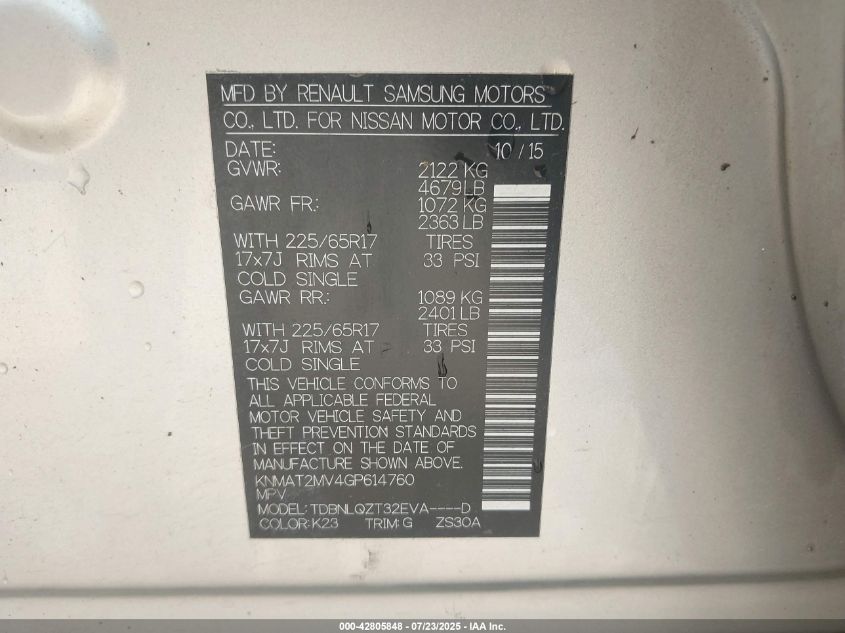 MFD BY RENAULT SAMSUNG MOTORS
CO., LTD. FOR NISSAN MOTOR CO., LTD.
DATE: 10 / 15
GVWR: 2122 KG
4679 LB
GAWR FR.: 1072 KG
2363 LB
WITH 225/65R17 TIRES
17x7J RIMS AT 33 PSI
COLD SINGLE
GAWR RR.: 1089 KG
2401 LB
WITH 225/65R17 TIRES
17x7J RIMS AT 33 PSI
COLD SINGLE
THIS VEHICLE CONFORMS TO
ALL APPLICABLE FEDERAL
MOTOR VEHICLE SAFETY AND
THEFT PREVENTION STANDARDS
IN EFFECT ON THE DATE OF
MANUFACTURE SHOWN ABOVE.
KNMAT2MV4GP614760
MPV
MODEL: TDBNLQZT32EVA----D
COLOR: K23 TRIM: G ZS30A
000-42805848 - 07/23/2025 - IAA Inc.